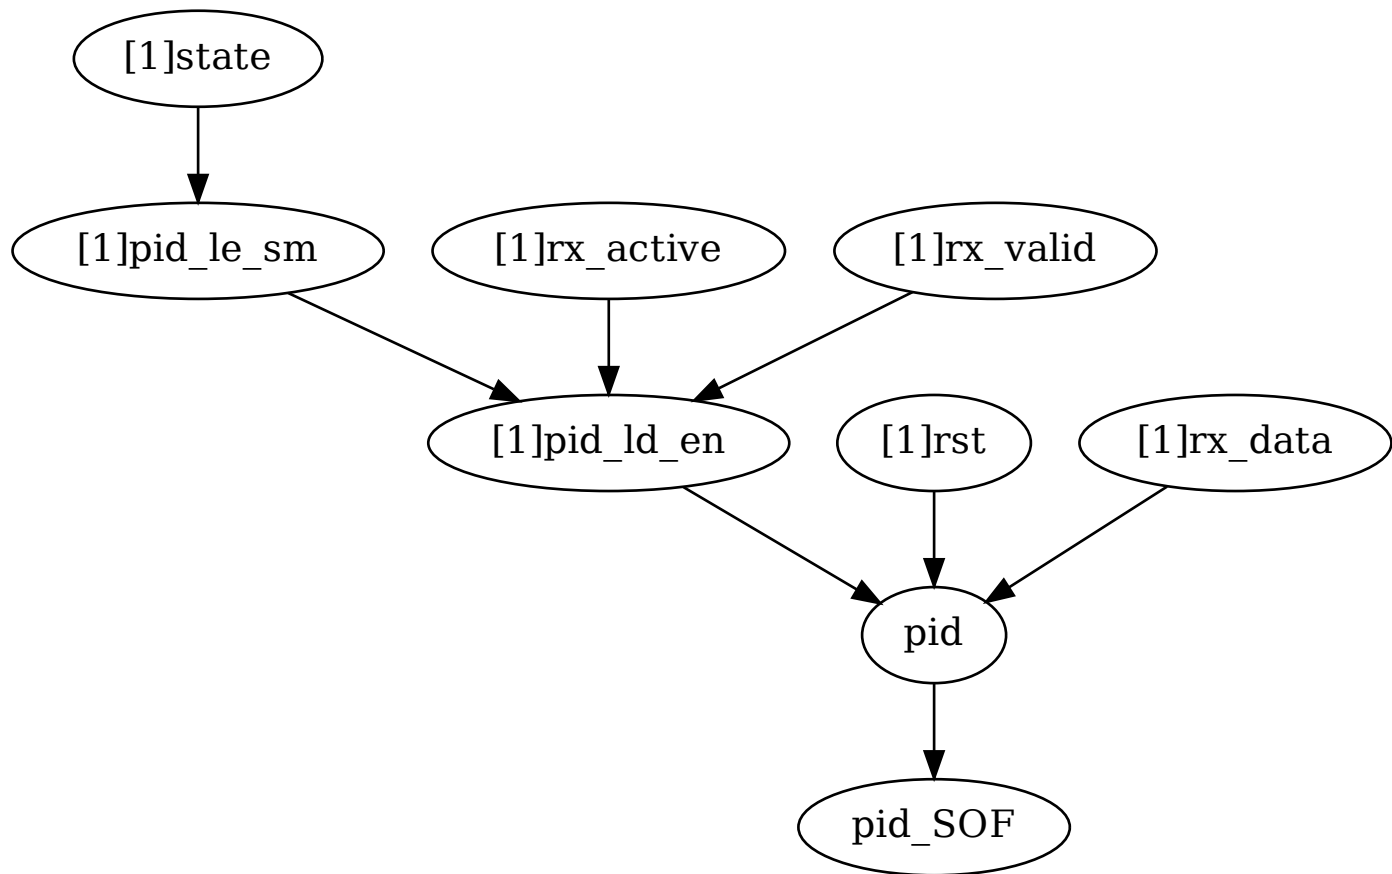 [1]state
[1]pid_le_sm
[1]rx_active
[1]rx_valid
[1]pid_ld_en
[1]rst
[1]rx_data
pid
pid_SOF